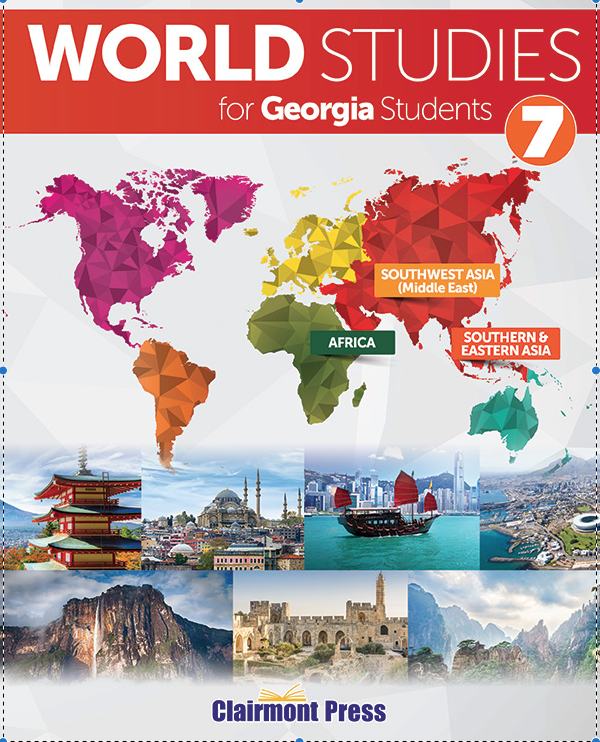 WORLD STUDIES
for Georgia Students
7
SOUTHWEST ASIA
(Middle East)
AFRICA
SOUTHERN &
EASTERN ASIA
Clairmont Press